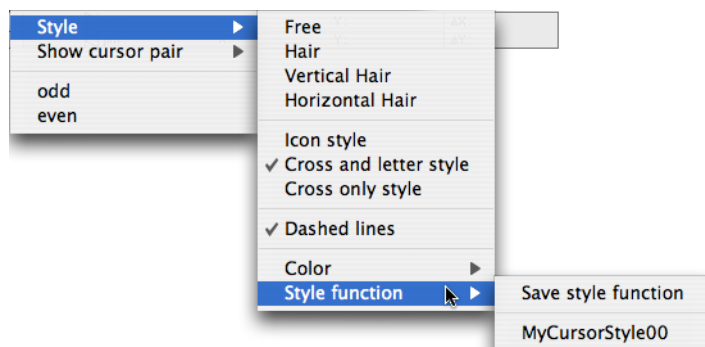 Style
Show cursor pair
odd
even
Free
Hair
Vertical Hair
Horizontal Hair
Icon style
Cross and letter style
Cross only style
Dashed lines
Color
Style function
Save style function
MyCursorStyle00